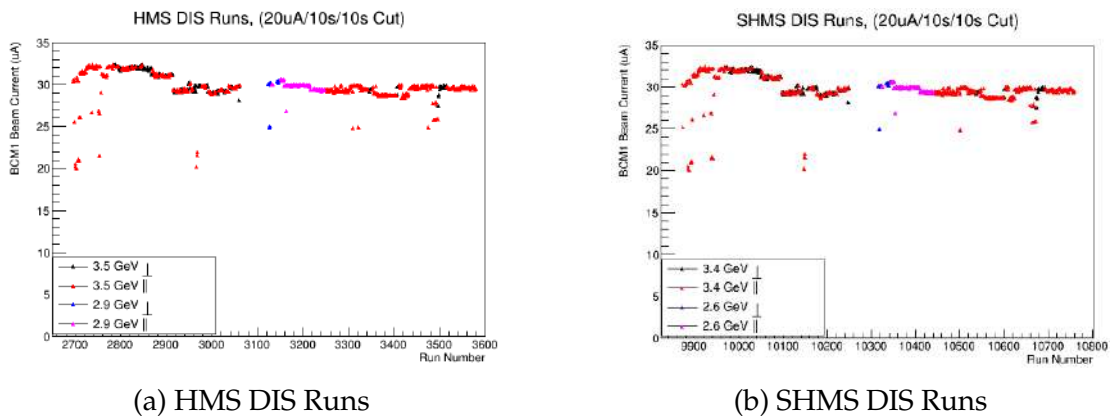 HMS DIS Runs, (20uA/10s/10s Cut)
BCM1 Beam Current (uA)
35
30
25
20
15
10
5
0
3.5 GeV ⊥
3.5 GeV ||
2.9 GeV ⊥
2.9 GeV ||
2700 2800 2900 3000 3100 3200 3300 3400 3500 3600
Run Number
(a) HMS DIS Runs
SHMS DIS Runs, (20uA/10s/10s Cut)
BCM1 Beam Current (uA)
35
30
25
20
15
10
5
0
3.4 GeV ⊥
3.4 GeV ||
2.6 GeV ⊥
2.6 GeV ||
9900 10000 10100 10200 10300 10400 10500 10600 10700 10800
Run Number
(b) SHMS DIS Runs